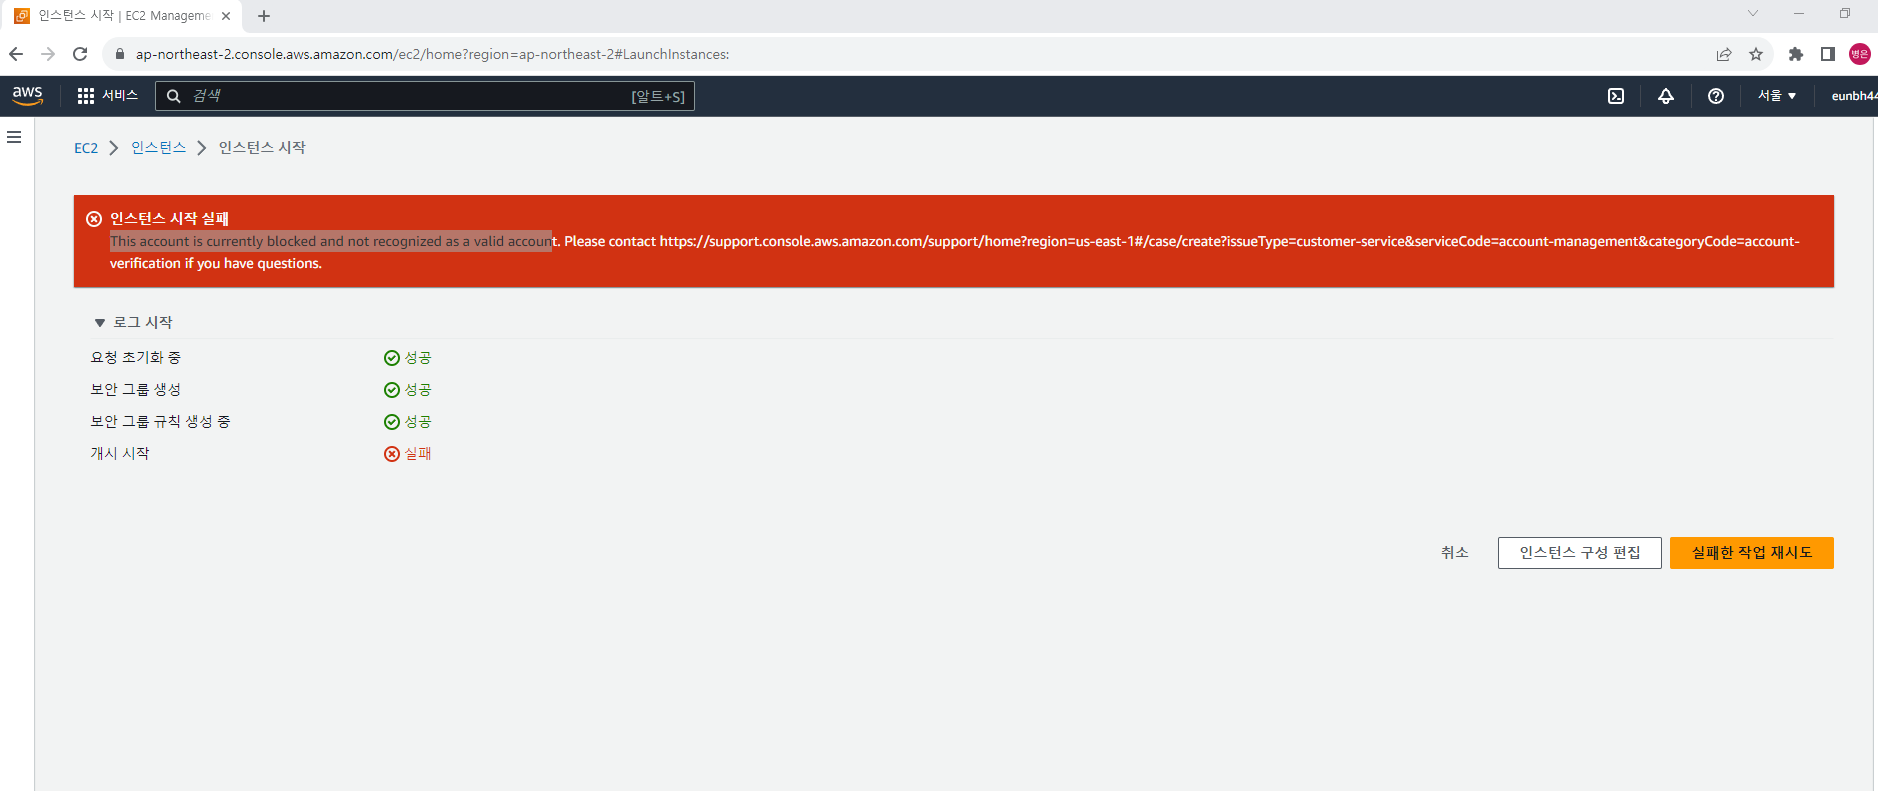 인스턴스 시작 | EC2 Manageme
ap-northeast-2.console.aws.amazon.com/ec2/home?region=ap-northeast-2#LaunchInstances:
병은
aws
서비스
검색
[알트+S]
서울
eunbh44
EC2 > 인스턴스 > 인스턴스 시작
인스턴스 시작 실패
This account is currently blocked and not recognized as a valid account. Please contact https://support.console.aws.amazon.com/support/home?region=us-east-1#/case/create?issueType=customer-service&serviceCode=account-management&categoryCode=account-
verification if you have questions.
로그 시작
요청 초기화 중 성공
보안 그룹 생성 성공
보안 그룹 규칙 생성 중 성공
개시 시작 실패
취소
인스턴스 구성 편집
실패한 작업 재시도